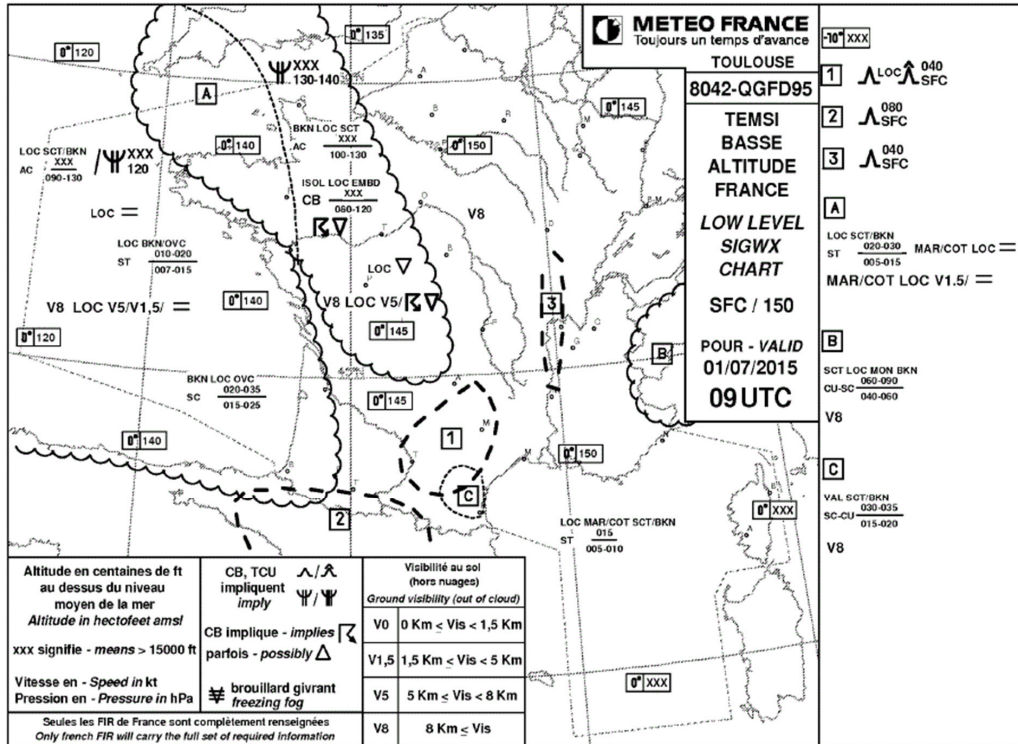 METEO FRANCE
Toujours un temps d'avance
TOULOUSE
8042-QGFD95
TEMSI
BASSE
ALTITUDE
FRANCE
LOW LEVEL
SIGWX
CHART
SFC / 150
POUR - VALID
01/07/2015
09 UTC
0° 120
0° 135
XXX
130-140
A
0° 145
LOC SCT/BKN
AC XXX
090-130
/ XXX
120
BKN LOC SCT
AC XXX
100-130
0° 140
0° 150
ISOL LOC EMBD
CB XXX
080-120
LOC
V8
LOC BKN/OVC
ST 010-020
007-015
LOC
V8 LOC V5/V1,5/
0° 140
V8 LOC V5/
0° 145
3
0° 120
B
BKN LOC OVC
SC 020-035
015-025
0° 145
1
0° 140
0° 150
C
2
0° XXX
LOC MAR/COT SCT/BKN
ST 015
005-010
0° XXX
-10° XXX
1 LOC 040
SFC
2 080
SFC
3 040
SFC
A
LOC SCT/BKN
ST 020-030 MAR/COT LOC
005-015
MAR/COT LOC V1.5/
B
SCT LOC MON BKN
CU-SC 060-090
040-060
V8
C
VAL SCT/BKN
SC-CU 030-035
015-020
V8
Altitude en centaines de ft
au dessus du niveau
moyen de la mer
Altitude in hectofeet amsl
xxx signifie - means > 15000 ft
Vitesse en - Speed in kt
Pression en - Pressure in hPa
CB, TCU
impliquent
imply
CB implique - implies
parfois - possibly
brouillard givrant
freezing fog
Seules les FIR de France sont complètement renseignées
Only french FIR will carry the full set of required information
Visibilité au sol
(hors nuages)
Ground visibility (out of cloud)
V0 0 Km ≤ Vis < 1,5 Km
V1,5 1,5 Km ≤ Vis < 5 Km
V5 5 Km ≤ Vis < 8 Km
V8 8 Km ≤ Vis